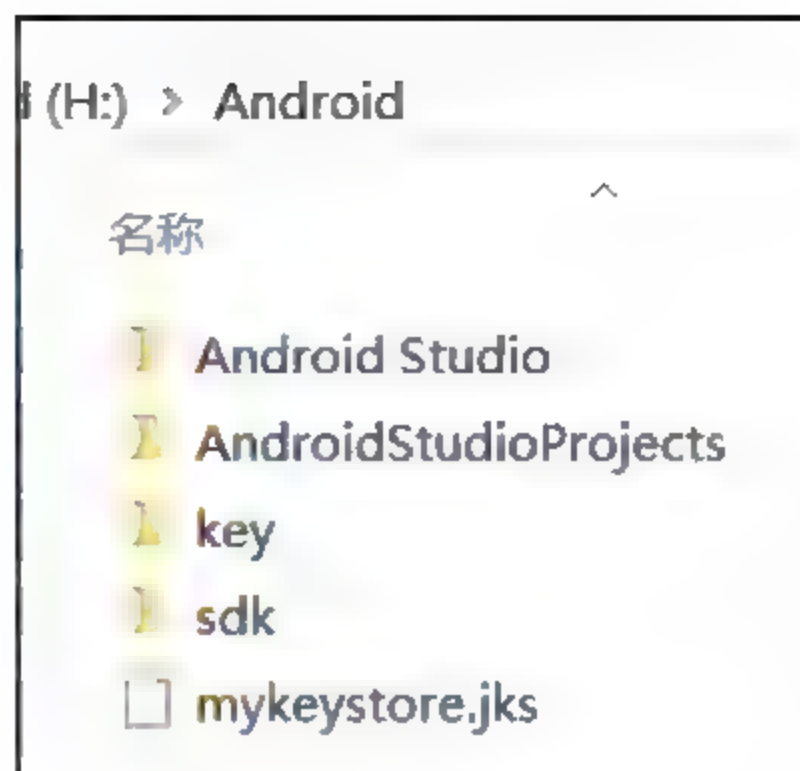 (H:) > Android
名称
Android Studio
AndroidStudioProjects
key
sdk
mykeystore.jks